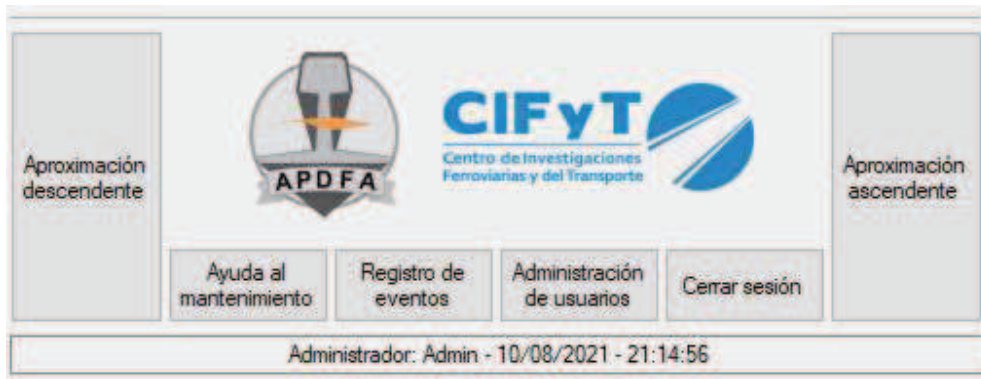 Aproximación
descendente
APDFA
CIFyT
Centro de Investigaciones
Ferroviarias y del Transporte
Aproximación
ascendente
Ayuda al
mantenimiento
Registro de
eventos
Administración
de usuarios
Cerrar sesión
Administrador: Admin - 10/08/2021 - 21:14:56